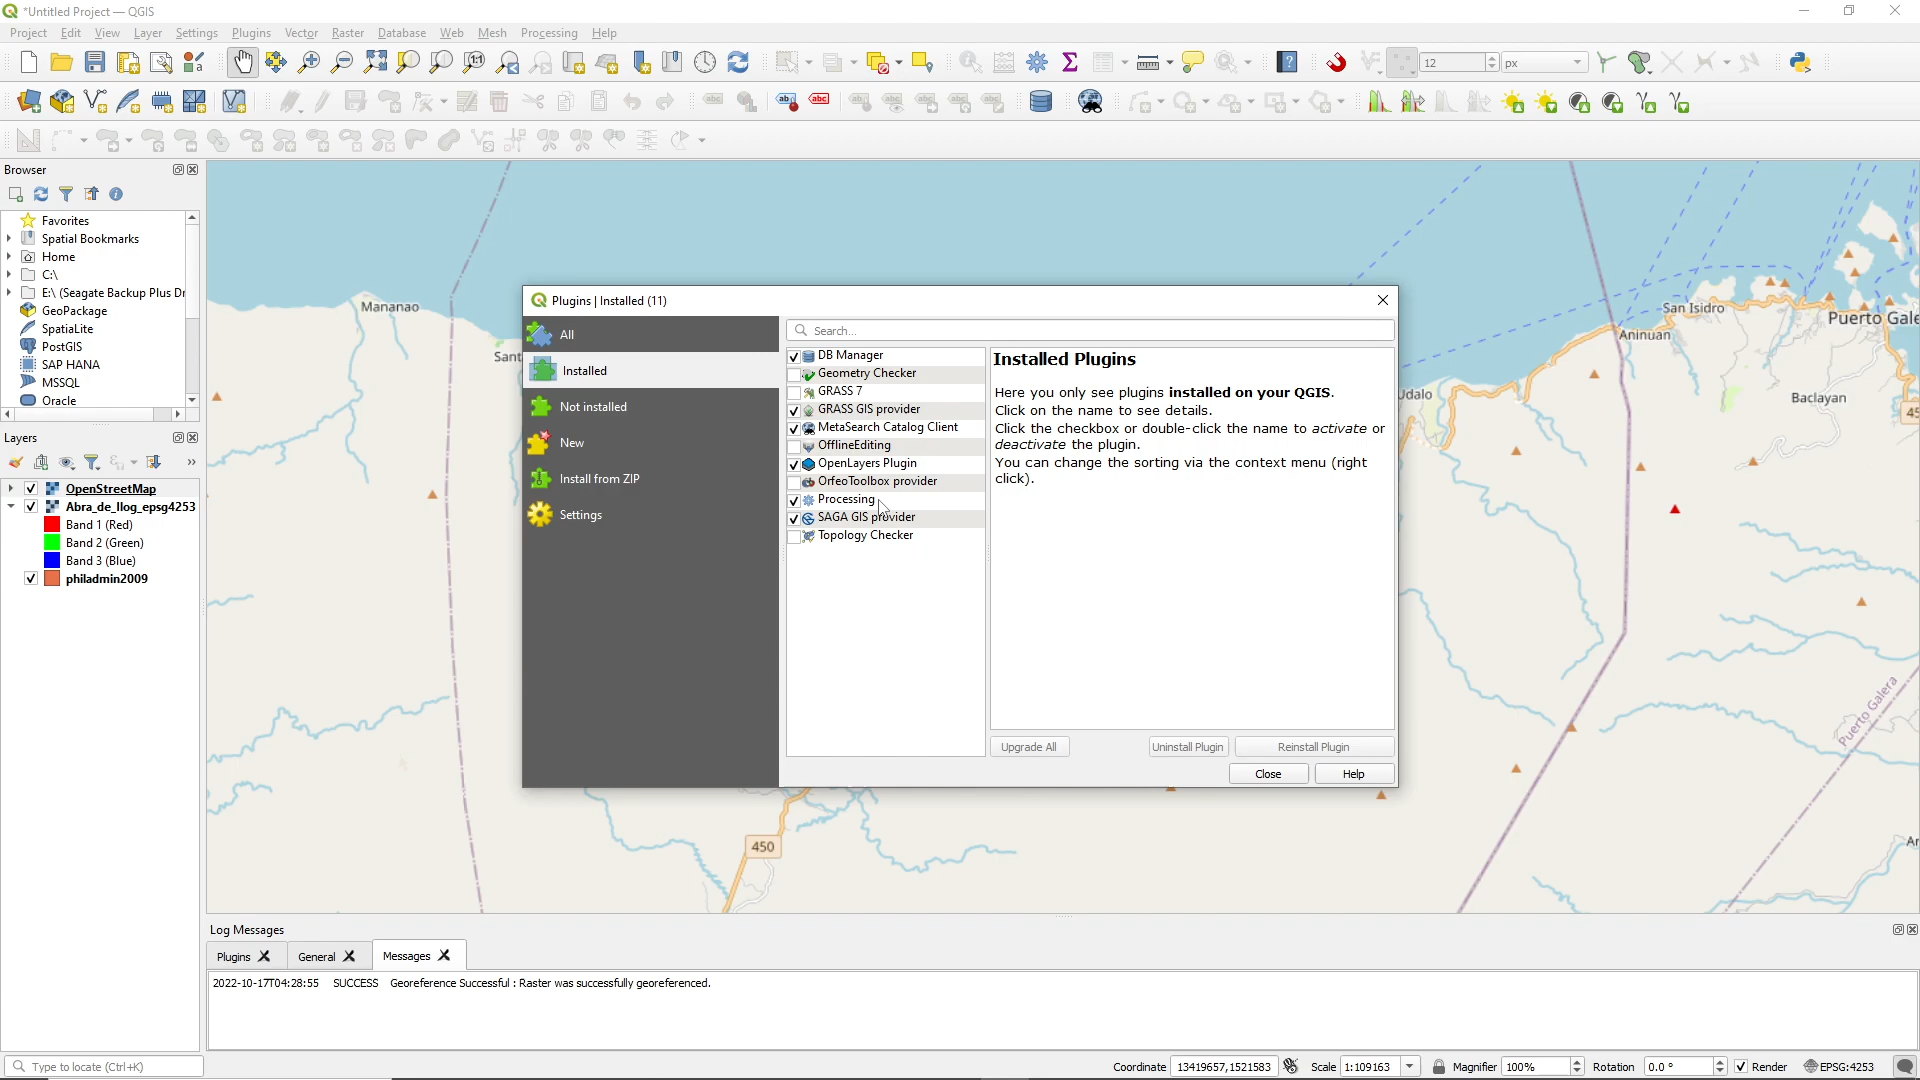 *Untitled Project — QGIS
Project Edit View Layer Settings Plugins Vector Raster Database Web Mesh Processing Help
12 px
Browser
Favorites
Spatial Bookmarks
Home
C:\
E:\ (Seagate Backup Plus Dr
GeoPackage
SpatiaLite
PostGIS
SAP HANA
MSSQL
Oracle
Layers
OpenStreetMap
Abra_de_Ilog_epsg4253
Band 1 (Red)
Band 2 (Green)
Band 3 (Blue)
philadmin2009
Mananao
Sant
San Isidro
Puerto Gale
Aninuan
Udalo
Baclayan
45
Puerto Galera
Ar
450
Plugins | Installed (11)
All
Installed
Not installed
New
Install from ZIP
Settings
Search...
DB Manager
Geometry Checker
GRASS 7
GRASS GIS provider
MetaSearch Catalog Client
OfflineEditing
OpenLayers Plugin
OrfeoToolbox provider
Processing
SAGA GIS provider
Topology Checker
Installed Plugins
Here you only see plugins installed on your QGIS.
Click on the name to see details.
Click the checkbox or double-click the name to activate or
deactivate the plugin.
You can change the sorting via the context menu (right
click).
Upgrade All Uninstall Plugin Reinstall Plugin
Close Help
Log Messages
Plugins General Messages
2022-10-17T04:28:55 SUCCESS Georeference Successful : Raster was successfully georeferenced.
Type to locate (Ctrl+K) Coordinate 13419657,1521583 Scale 1:109163 Magnifier 100% Rotation 0.0 ° Render EPSG:4253